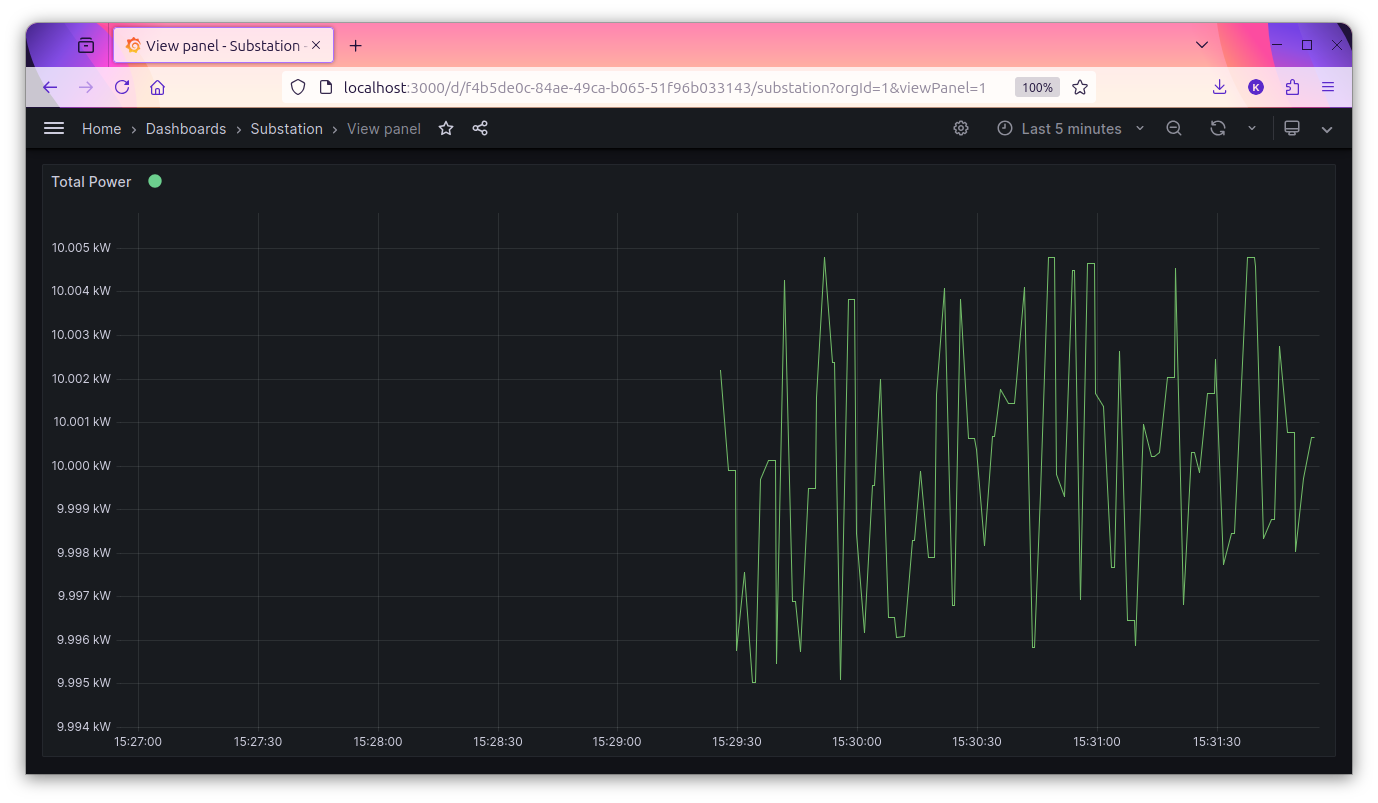 View panel - Substation -
localhost:3000/d/f4b5de0c-84ae-49ca-b065-51f96b033143/substation?orgId=1&viewPanel=1 100% K
Home › Dashboards › Substation › View panel Last 5 minutes
Total Power
10.005 kW
10.004 kW
10.003 kW
10.002 kW
10.001 kW
10.000 kW
9.999 kW
9.998 kW
9.997 kW
9.996 kW
9.995 kW
9.994 kW
15:27:00 15:27:30 15:28:00 15:28:30 15:29:00 15:29:30 15:30:00 15:30:30 15:31:00 15:31:30